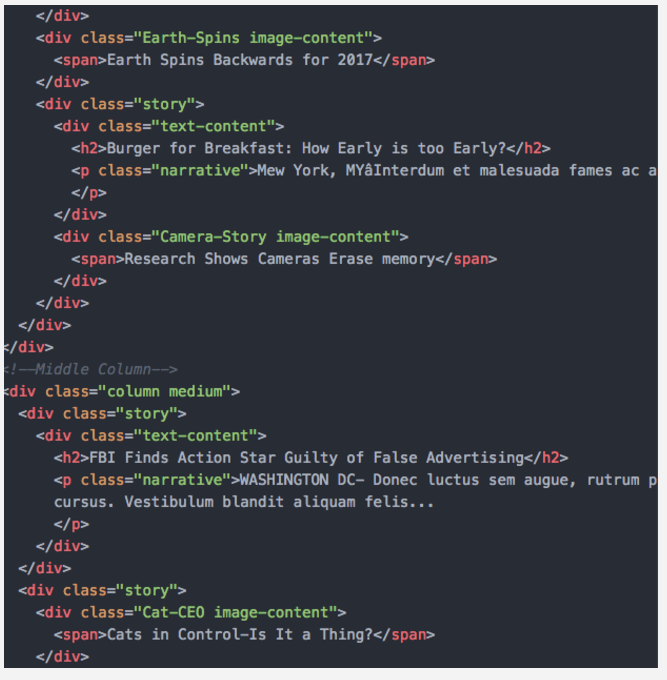 </div>
<div class="Earth-Spins image-content">
<span>Earth Spins Backwards for 2017</span>
</div>
<div class="story">
<div class="text-content">
<h2>Burger for Breakfast: How Early is too Early?</h2>
<p class="narrative">Mew York, MYâInterdum et malesuada fames ac a
</p>
</div>
<div class="Camera-Story image-content">
<span>Research Shows Cameras Erase memory</span>
</div>
</div>
</div>
</div>
<!--Middle Column-->
<div class="column medium">
<div class="story">
<div class="text-content">
<h2>FBI Finds Action Star Guilty of False Advertising</h2>
<p class="narrative">WASHINGTON DC- Donec luctus sem augue, rutrum p
cursus. Vestibulum blandit aliquam felis...
</p>
</div>
</div>
<div class="story">
<div class="Cat-CEO image-content">
<span>Cats in Control-Is It a Thing?</span>
</div>